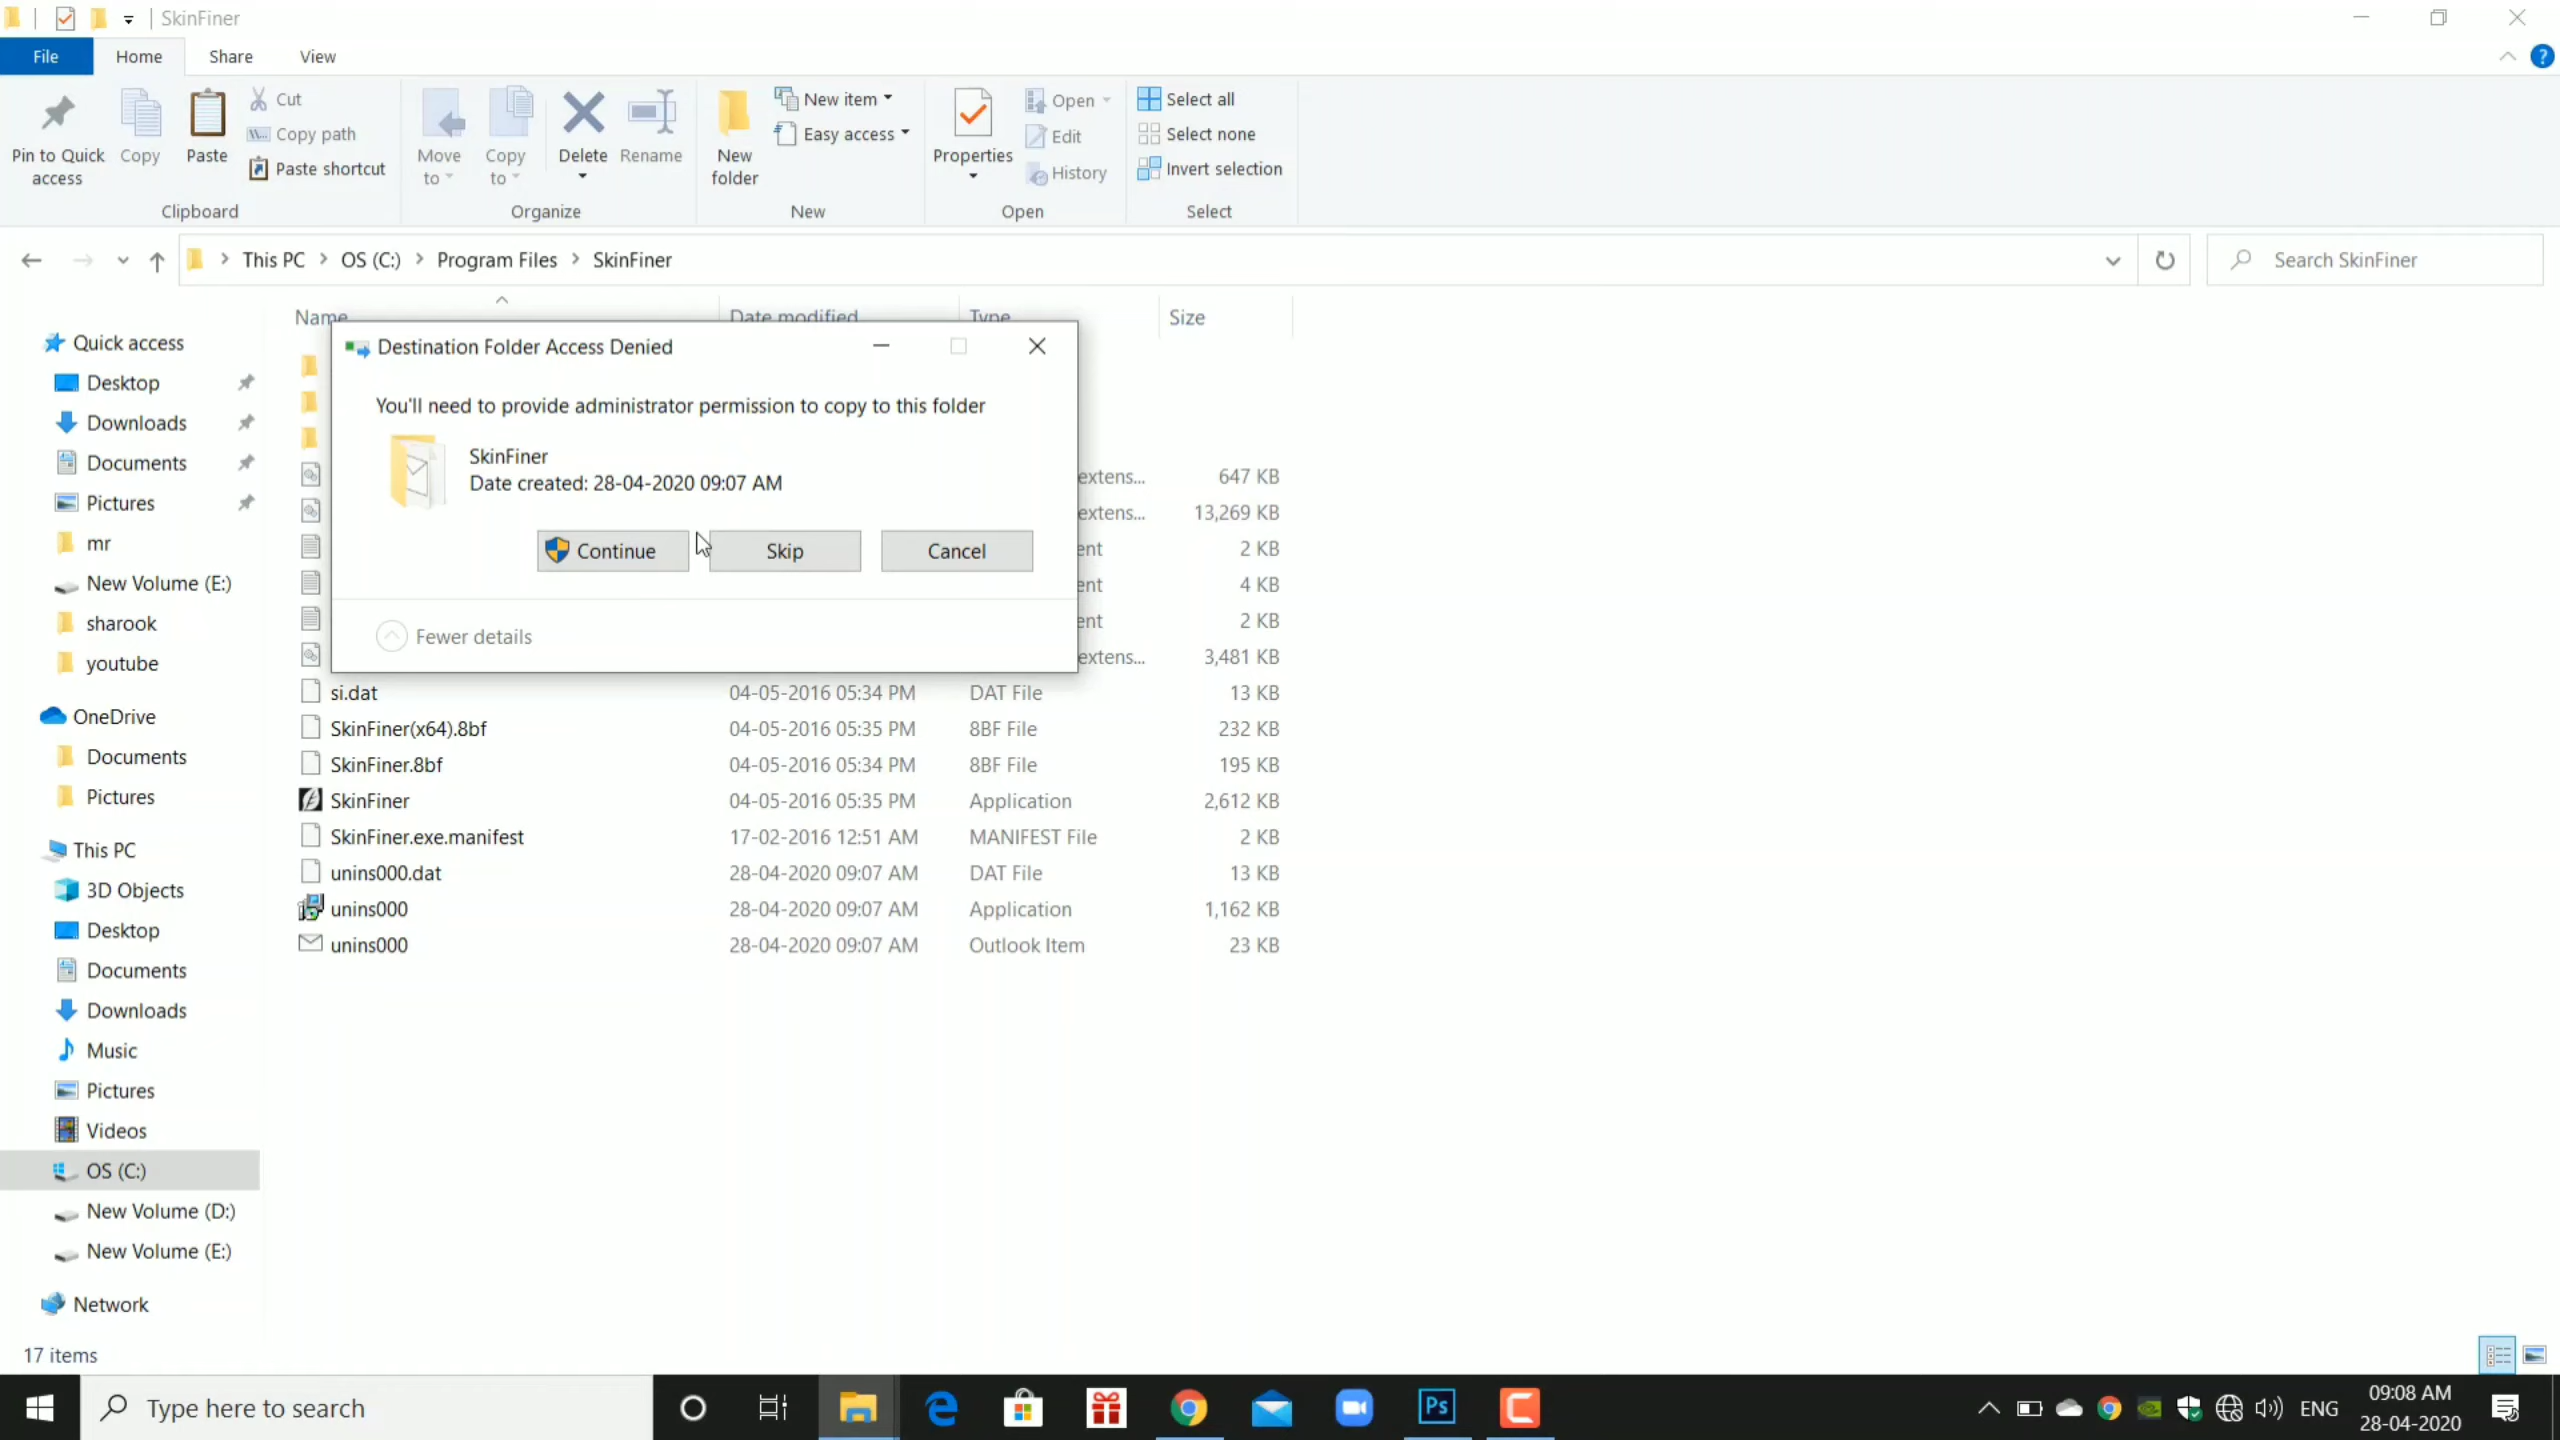 SkinFiner
File
Home
Share
View
Pin to Quick access
Copy
Paste
Cut
Copy path
Paste shortcut
Clipboard
Move to
Copy to
Delete
Rename
Organize
New folder
New item
Easy access
New
Properties
Open
Edit
History
Open
Select all
Select none
Invert selection
Select
This PC > OS (C:) > Program Files > SkinFiner
Search SkinFiner
Name Date modified Type Size
Destination Folder Access Denied
You'll need to provide administrator permission to copy to this folder
SkinFiner
Date created: 28-04-2020 09:07 AM
Continue
Skip
Cancel
Fewer details
extens... 647 KB
extens... 13,269 KB
ent 2 KB
ent 4 KB
ent 2 KB
extens... 3,481 KB
si.dat 04-05-2016 05:34 PM DAT File 13 KB
SkinFiner(x64).8bf 04-05-2016 05:35 PM 8BF File 232 KB
SkinFiner.8bf 04-05-2016 05:34 PM 8BF File 195 KB
SkinFiner 04-05-2016 05:35 PM Application 2,612 KB
SkinFiner.exe.manifest 17-02-2016 12:51 AM MANIFEST File 2 KB
unins000.dat 28-04-2020 09:07 AM DAT File 13 KB
unins000 28-04-2020 09:07 AM Application 1,162 KB
unins000 28-04-2020 09:07 AM Outlook Item 23 KB
Quick access
Desktop
Downloads
Documents
Pictures
mr
New Volume (E:)
sharook
youtube
OneDrive
Documents
Pictures
This PC
3D Objects
Desktop
Documents
Downloads
Music
Pictures
Videos
OS (C:)
New Volume (D:)
New Volume (E:)
Network
17 items
Type here to search
Ps
ENG
09:08 AM
28-04-2020